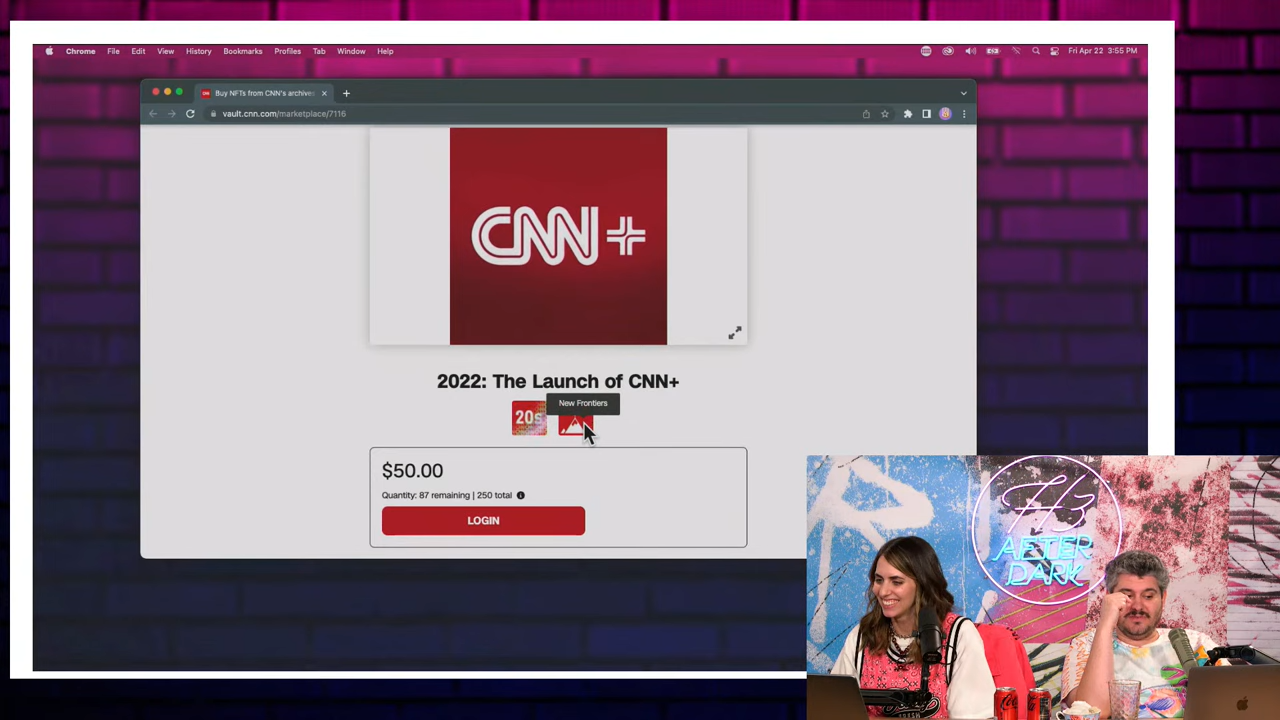 Chrome File Edit View History Bookmarks Profiles Tab Window Help
Fri Apr 22 3:55 PM
Buy NFTs from CNN's archives
vault.cnn.com/marketplace/7116
CNN+
2022: The Launch of CNN+
New Frontiers
20s
$50.00
Quantity: 87 remaining | 250 total
LOGIN
H3
AFTER
DARK